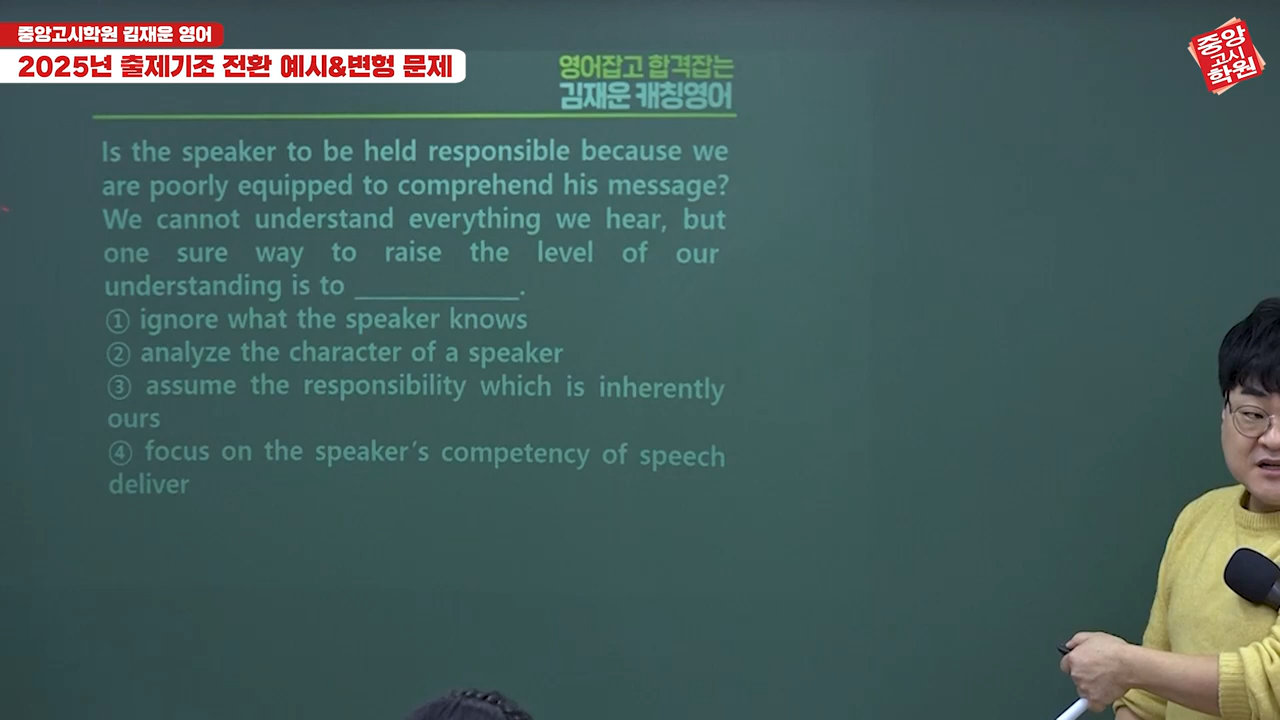 중앙고시학원 김재운 영어
2025년 출제기조 전환 예시&변형 문제
중앙
고시
학원
영어잡고 합격잡는
김재운 캐칭영어
Is the speaker to be held responsible because we
are poorly equipped to comprehend his message?
We cannot understand everything we hear, but
one sure way to raise the level of our
understanding is to ____________.
① ignore what the speaker knows
② analyze the character of a speaker
③ assume the responsibility which is inherently
ours
④ focus on the speaker's competency of speech
deliver